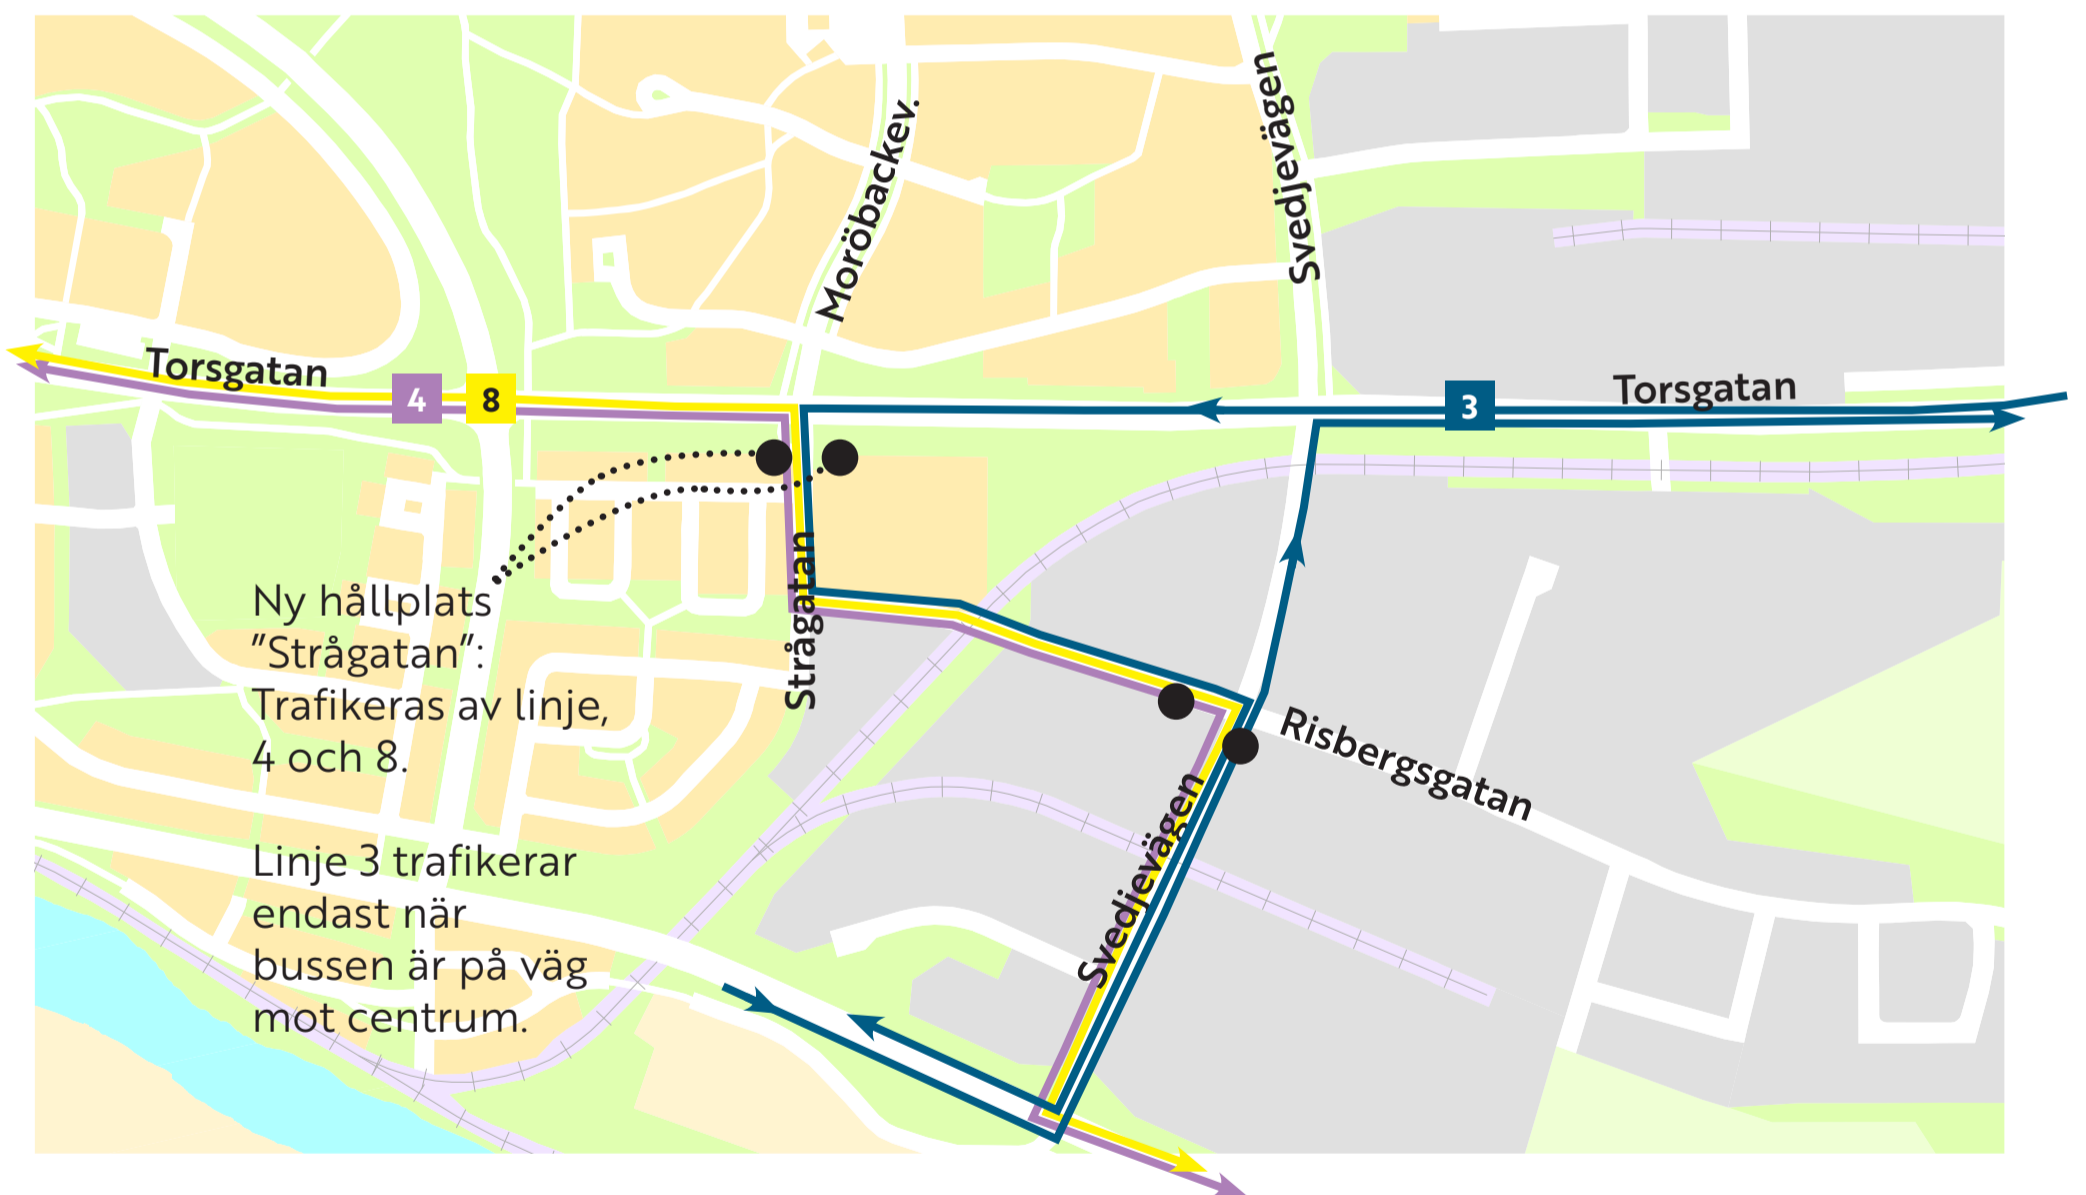 Moröbackev.
Svedjevägen
Torsgatan
4
8
3
Torsgatan
Strågatan
Ny hållplats
”Strågatan”:
Trafikeras av linje,
4 och 8.
Risbergsgatan
Svedjevägen
Linje 3 trafikerar
endast när
bussen är på väg
mot centrum.